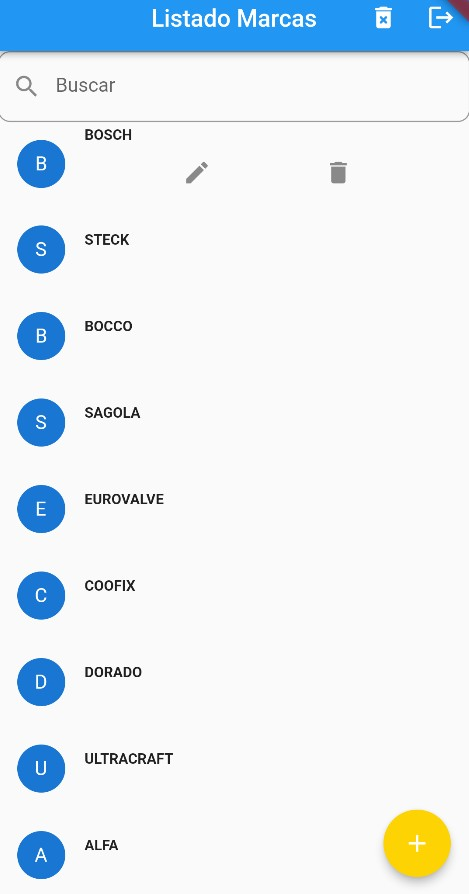 Listado Marcas
Buscar
B
BOSCH
S
STECK
B
BOCCO
S
SAGOLA
E
EUROVALVE
C
COOFIX
D
DORADO
U
ULTRACRAFT
A
ALFA